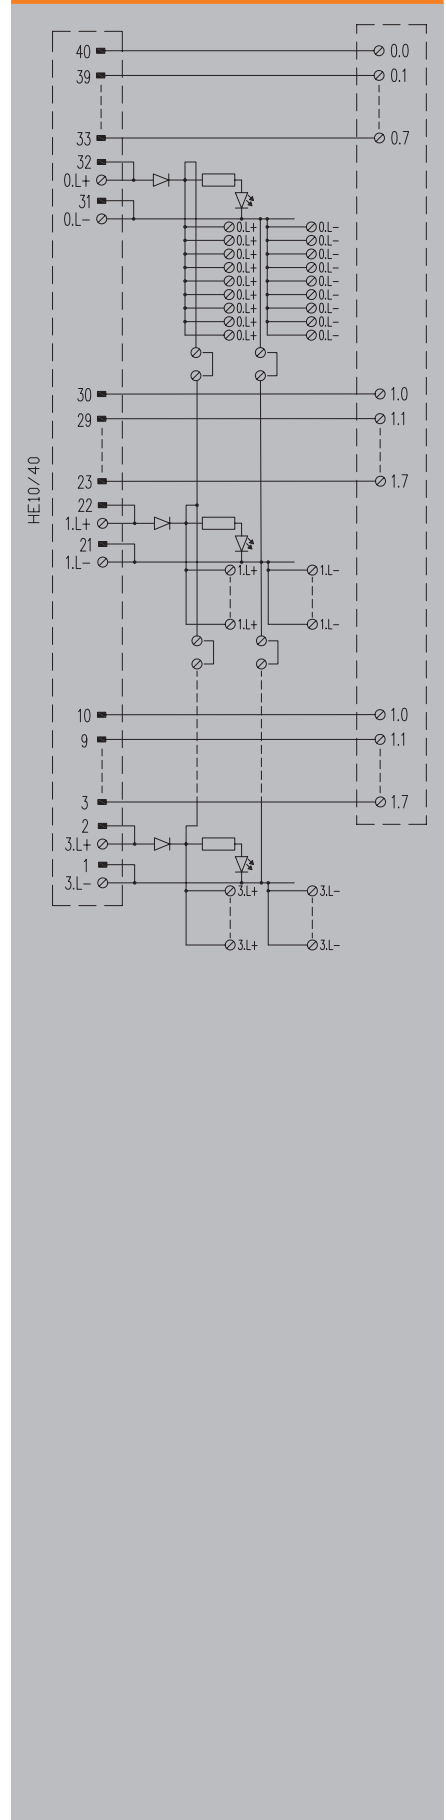 40 0.0
39 0.1
33 0.7
32
0.L+
31
0.L-
0.L+ 0.L-
0.L+ 0.L-
0.L+ 0.L-
0.L+ 0.L-
0.L+ 0.L-
0.L+ 0.L-
0.L+ 0.L-
0.L+ 0.L-
0.L+ 0.L-
30 1.0
29 1.1
HE10/40
23 1.7
22
1.L+
21
1.L-
1.L+ 1.L-
1.L+ 1.L-
10 1.0
9 1.1
3 1.7
2
3.L+
1
3.L-
3.L+ 3.L-
3.L+ 3.L-